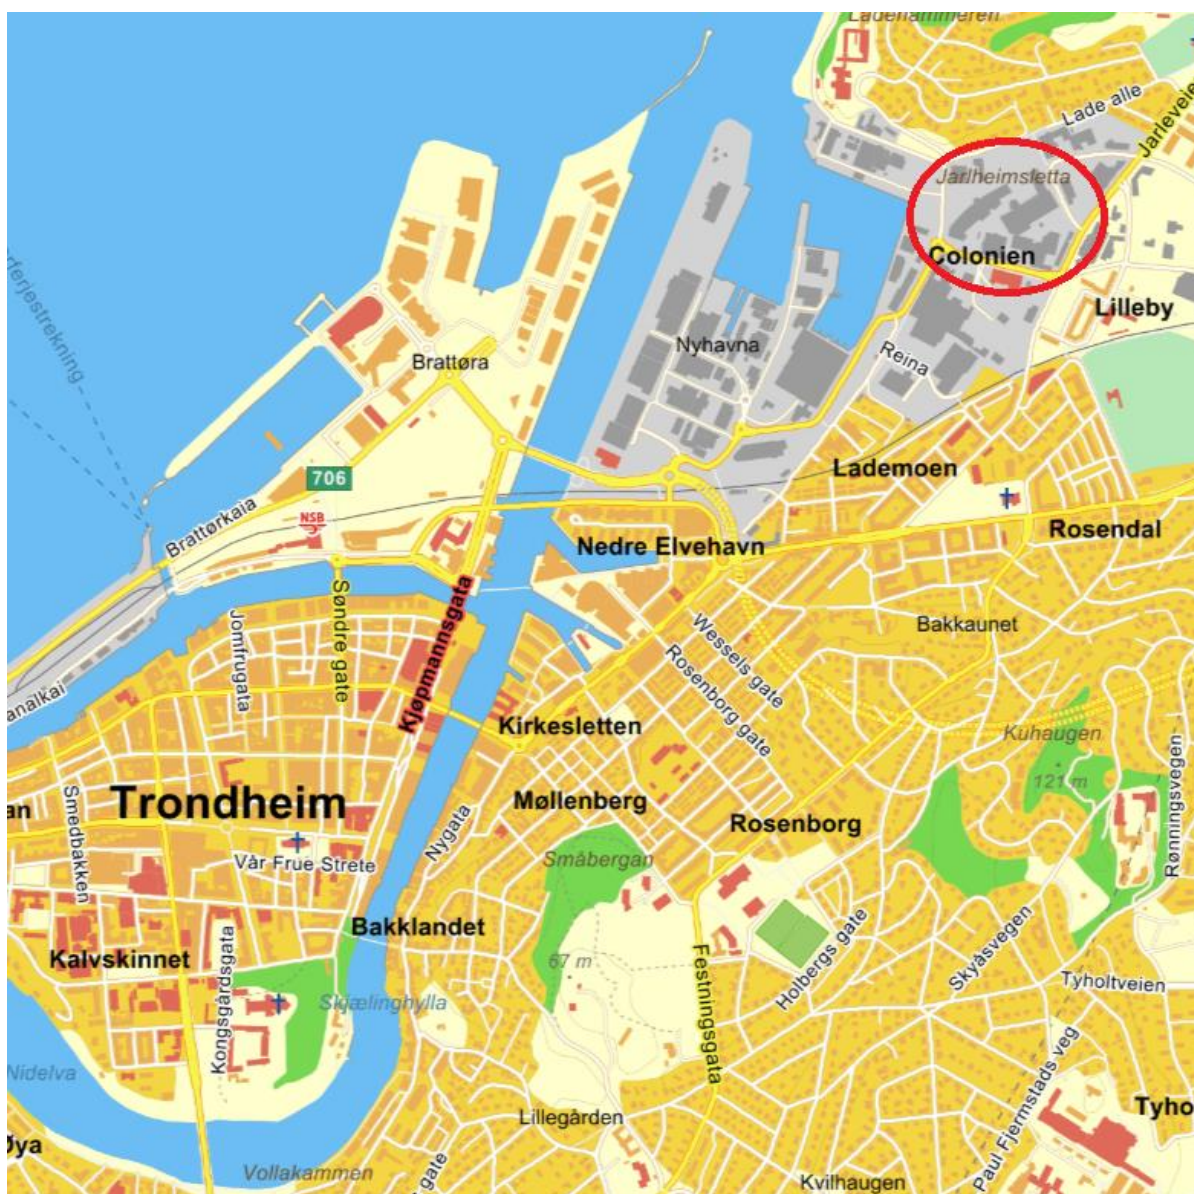 Ladehammeren
Lade alle
Jarleveie
Jarlheimsletta
Colonien
Lilleby
erferjestrekning
Nyhavna
Reina
Brattøra
706
Lademoen
NSB
Brattørkaia
Rosendal
Nedre Elvehavn
Søndre gate
Kjøpmannsgata
Jomfrugata
Wessels gate
Bakkaunet
Rosenborg gate
analkai
Kirkesletten
Kuhaugen
Rønningsvegen
121 m
Trondheim
an
Smedbakken
Møllenberg
Rosenborg
Nygata
Småbergan
Vår Frue Strete
Bakklandet
Kalvskinnet
Kongsgårdsgata
67 m
Festningsgata
Holbergs gate
Skyåsvegen
Tyholtveien
Skjælinghylla
Nidelva
Paul Fjermstads veg
Tyho
Lillegården
Øya
Vollakammen
gate
Kvilhaugen